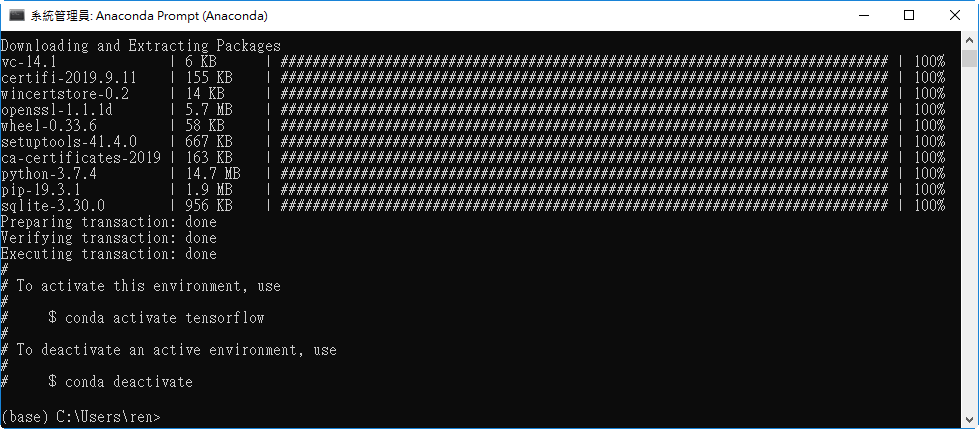 系統管理員: Anaconda Prompt (Anaconda)
Downloading and Extracting Packages
vc-14.1              | 6 KB      | ############################################################################ | 100%
certifi-2019.9.11    | 155 KB    | ############################################################################ | 100%
wincertstore-0.2     | 14 KB     | ############################################################################ | 100%
openssl-1.1.1d       | 5.7 MB    | ############################################################################ | 100%
wheel-0.33.6         | 58 KB     | ############################################################################ | 100%
setuptools-41.4.0    | 667 KB    | ############################################################################ | 100%
ca-certificates-2019 | 163 KB    | ############################################################################ | 100%
python-3.7.4         | 14.7 MB   | ############################################################################ | 100%
pip-19.3.1           | 1.9 MB    | ############################################################################ | 100%
sqlite-3.30.0        | 956 KB    | ############################################################################ | 100%
Preparing transaction: done
Verifying transaction: done
Executing transaction: done
#
# To activate this environment, use
#
#     $ conda activate tensorflow
#
# To deactivate an active environment, use
#
#     $ conda deactivate
(base) C:\Users\ren>